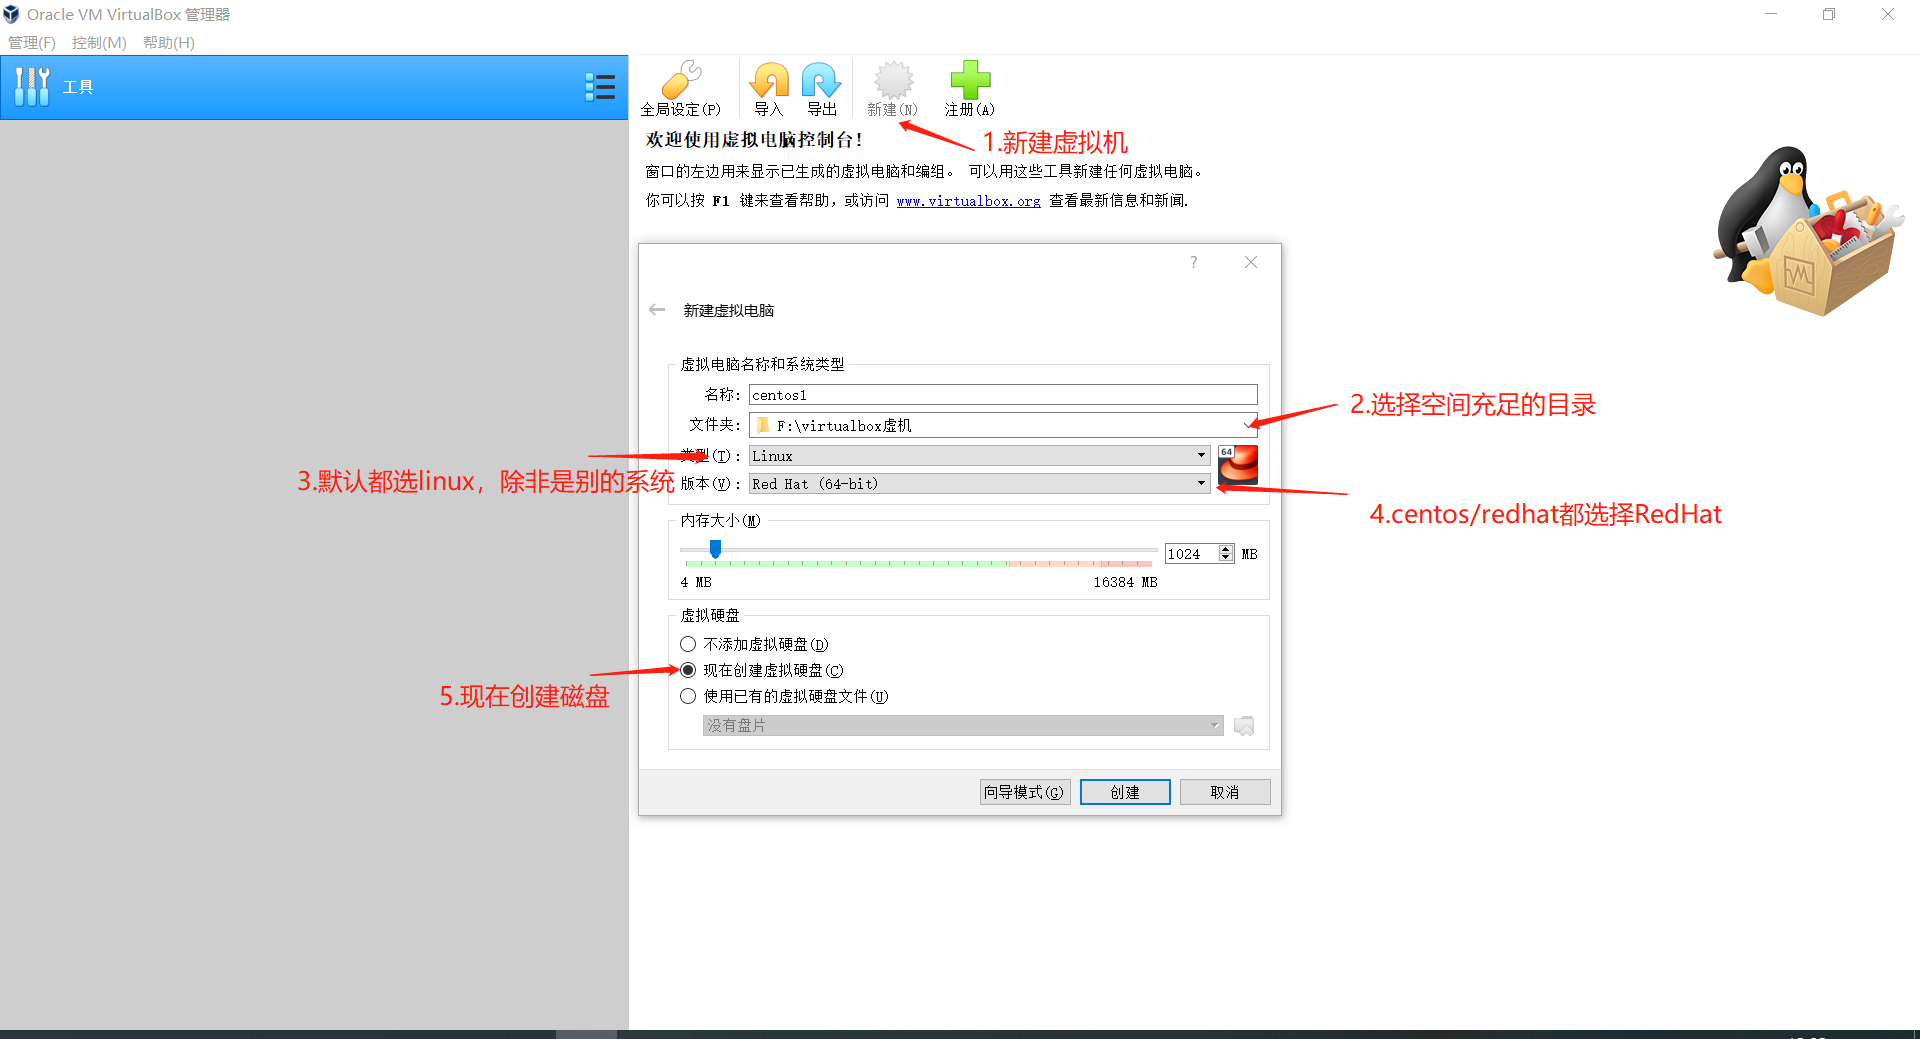 Oracle VM VirtualBox 管理器
管理(F) 控制(M) 帮助(H)
工具
全局设定(P) 导入 导出 新建(N) 注册(A)
1.新建虚拟机
欢迎使用虚拟电脑控制台!
窗口的左边用来显示已生成的虚拟电脑和编组。 可以用这些工具新建任何虚拟电脑。
你可以按 F1 键来查看帮助，或访问 www.virtualbox.org 查看最新信息和新闻.
?
新建虚拟电脑
虚拟电脑名称和系统类型
名称: centos1
文件夹: F:\virtualbox虚机
2.选择空间充足的目录
类型(T): Linux
64
3.默认都选linux，除非是别的系统
版本(V): Red Hat (64-bit)
4.centos/redhat都选择RedHat
内存大小(M)
1024 MB
4 MB 16384 MB
虚拟硬盘
不添加虚拟硬盘(D)
现在创建虚拟硬盘(C)
5.现在创建磁盘
使用已有的虚拟硬盘文件(U)
没有盘片
向导模式(G) 创建 取消